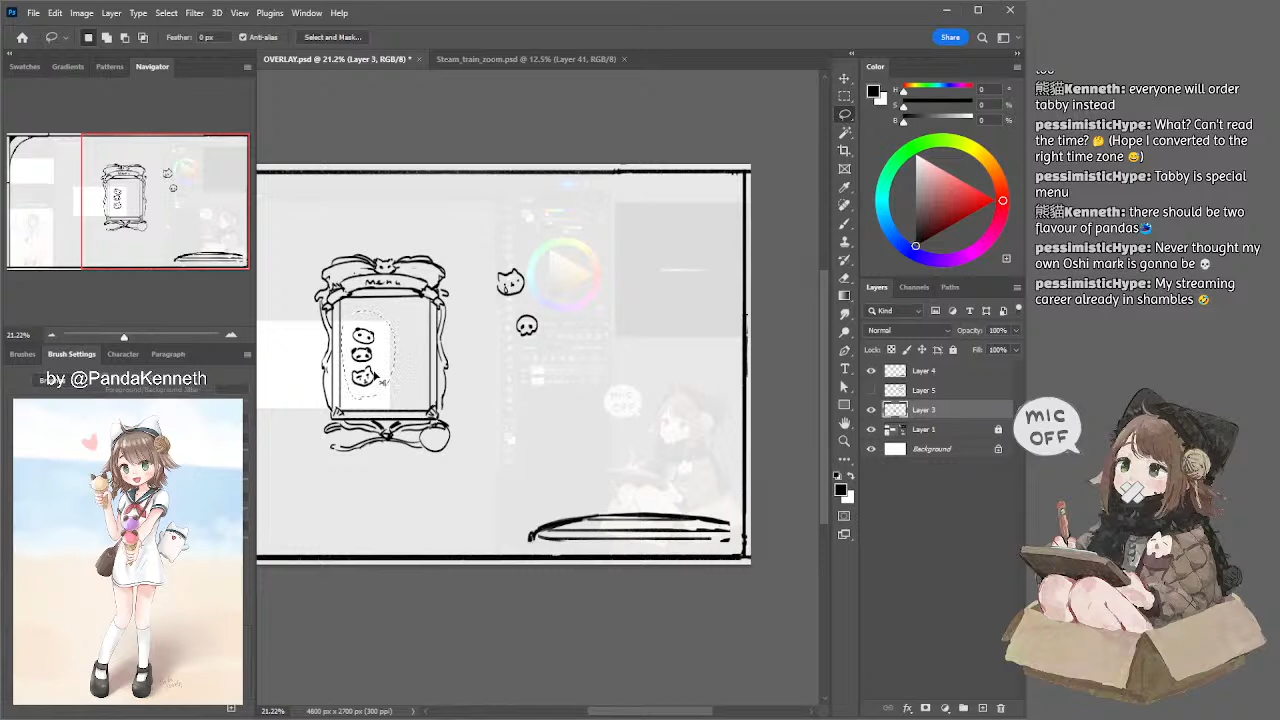 File Edit Image Layer Type Select Filter 3D View Plugins Window Help
Feather: 0 px Anti-alias Select and Mask... Share
OVERLAY.psd @ 21.2% (Layer 3, RGB/8) * × Steam_train_zoom.psd @ 12.5% (Layer 41, RGB/8) ×
Swatches Gradients Patterns Navigator
21.22%
Brushes Brush Settings Character Paragraph
by @PandaKenneth
Menu
MIC
OFF
21.22% 4800 px x 2700 px (300 ppi)
Color
H 0 °
S 0 %
B 0 %
Layers Channels Paths
Kind
Normal Opacity: 100%
Lock: Fill: 100%
Layer 4
Layer 5
Layer 3
Layer 1
Background
too
熊貓Kenneth: everyone will order
tabby instead
pessimisticHype: What? Can't read
the time? 🤔 (Hope I converted to the
right time zone 😅)
pessimisticHype: Tabby is special
menu
熊貓Kenneth: there should be two
flavour of pandas
pessimisticHype: Never thought my
own Oshi mark is gonna be 💀
pessimisticHype: My streaming
career already in shambles 🤣
MIC
OFF